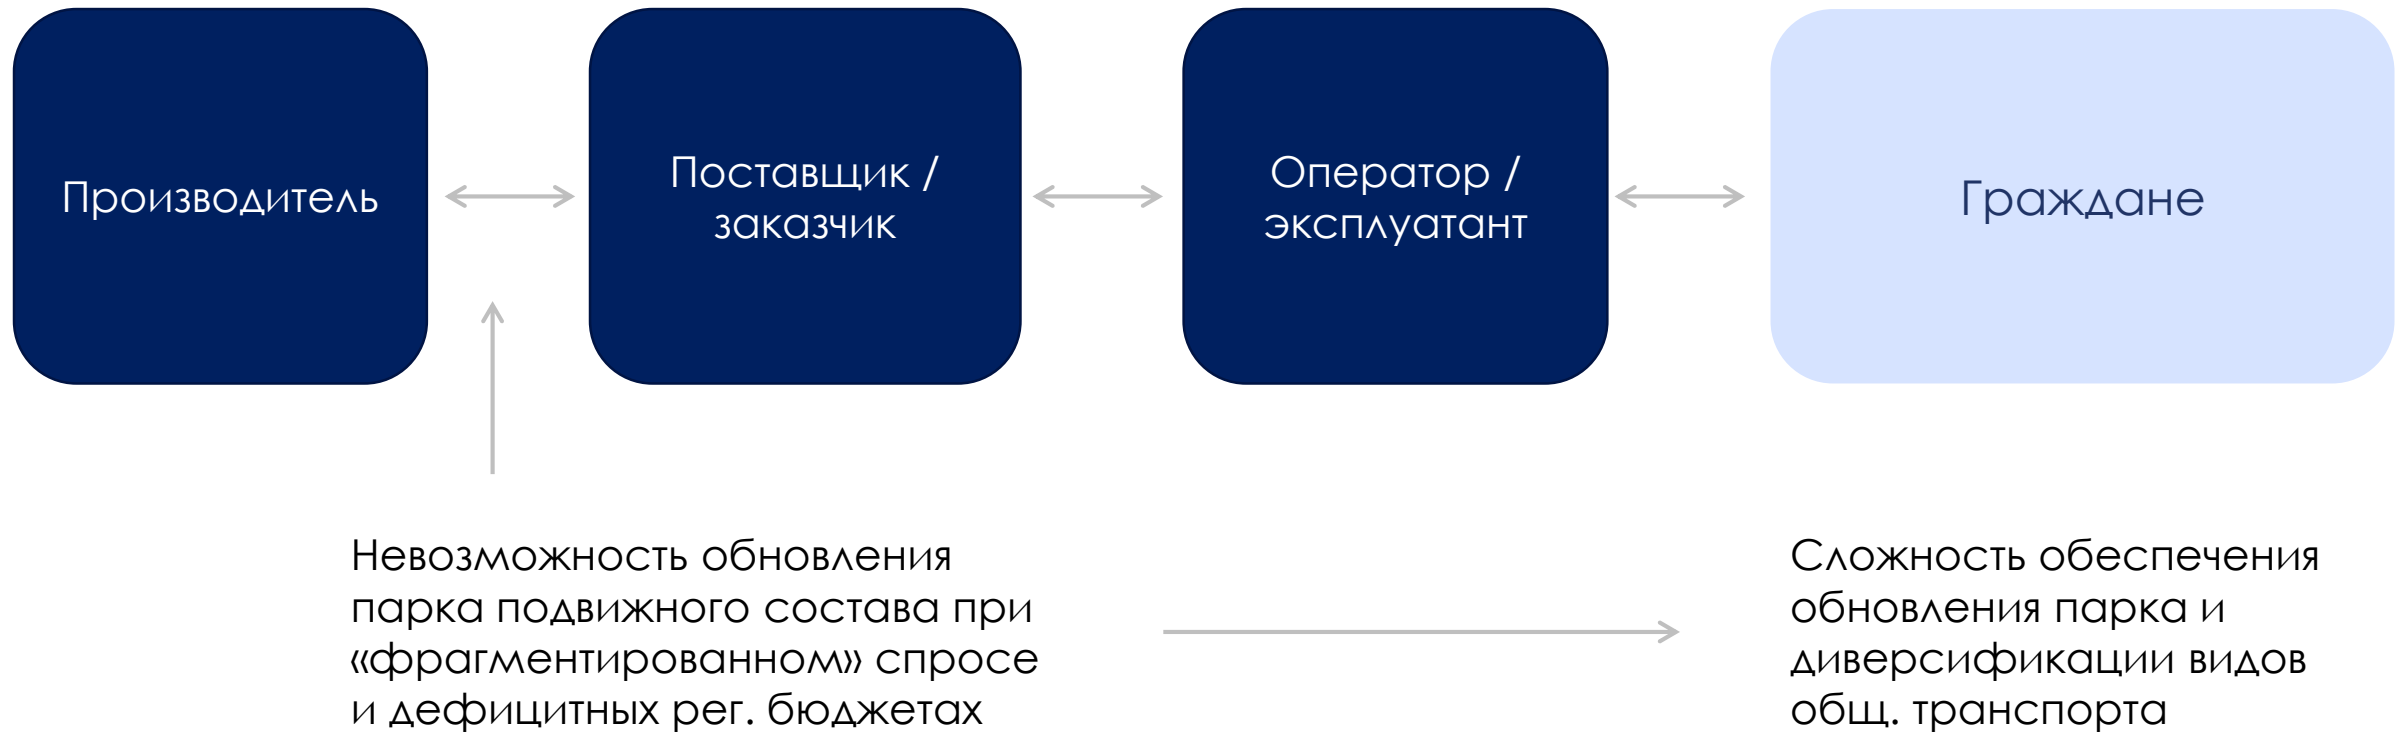 Производитель
Поставщик /
заказчик
Оператор /
эксплуатант
Граждане
Невозможность обновления
парка подвижного состава при
«фрагментированном» спросе
и дефицитных рег. бюджетах
Сложность обеспечения
обновления парка и
диверсификации видов
общ. транспорта